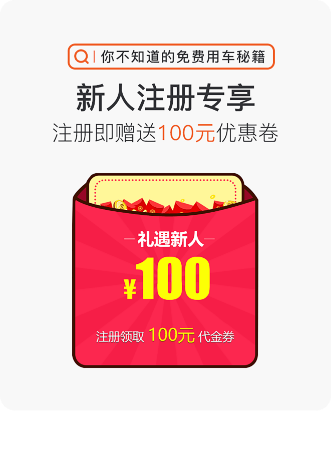 你不知道的免费用车秘籍
新人注册专享
注册即赠送100元优惠卷
礼遇新人
¥100
注册领取 100元 代金券